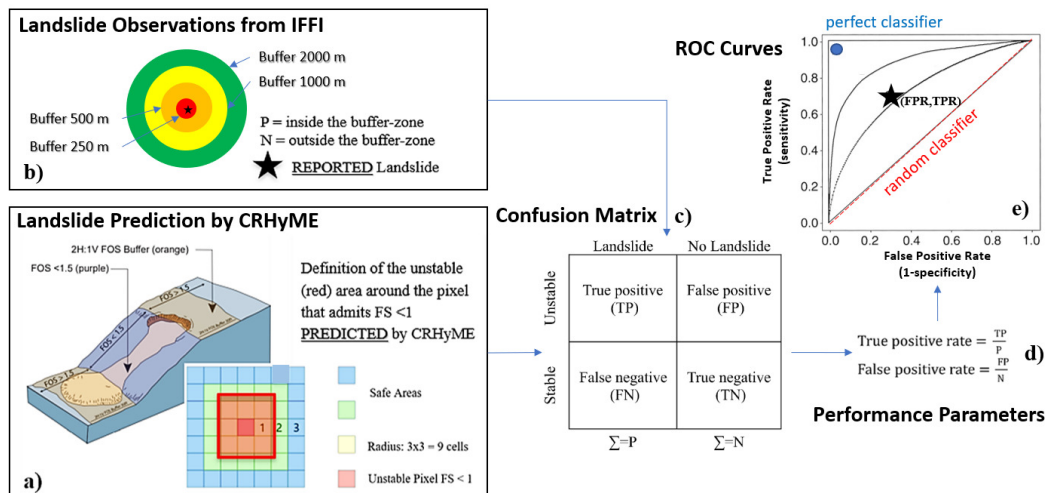 Landslide Observations from IFFI
Buffer 2000 m
Buffer 1000 m
Buffer 500 m
Buffer 250 m
P = inside the buffer-zone
N = outside the buffer-zone
REPORTED Landslide
b)
Landslide Prediction by CRHyME
2H:1V FOS Buffer (orange)
FOS <1.5 (purple)
FOS > 1.5
FOS < 1.5
FOS > 1.5
Definition of the unstable
(red) area around the pixel
that admits FS <1
PREDICTED by CRHyME
1 2 3
Safe Areas
Radius: 3x3 = 9 cells
Unstable Pixel FS < 1
a)
Confusion Matrix
c)
Landslide
No Landslide
Unstable
True positive
(TP)
False positive
(FP)
Stable
False negative
(FN)
True negative
(TN)
∑=P
∑=N
perfect classifier
ROC Curves
True Positive Rate
(sensitivity)
1.0
0.8
0.6
0.4
0.2
0.0
(FPR,TPR)
random classifier
e)
0.0 0.2 0.4 0.6 0.8 1.0
False Positive Rate
(1-specificity)
True positive rate = TP/P
False positive rate = FP/N
d)
Performance Parameters